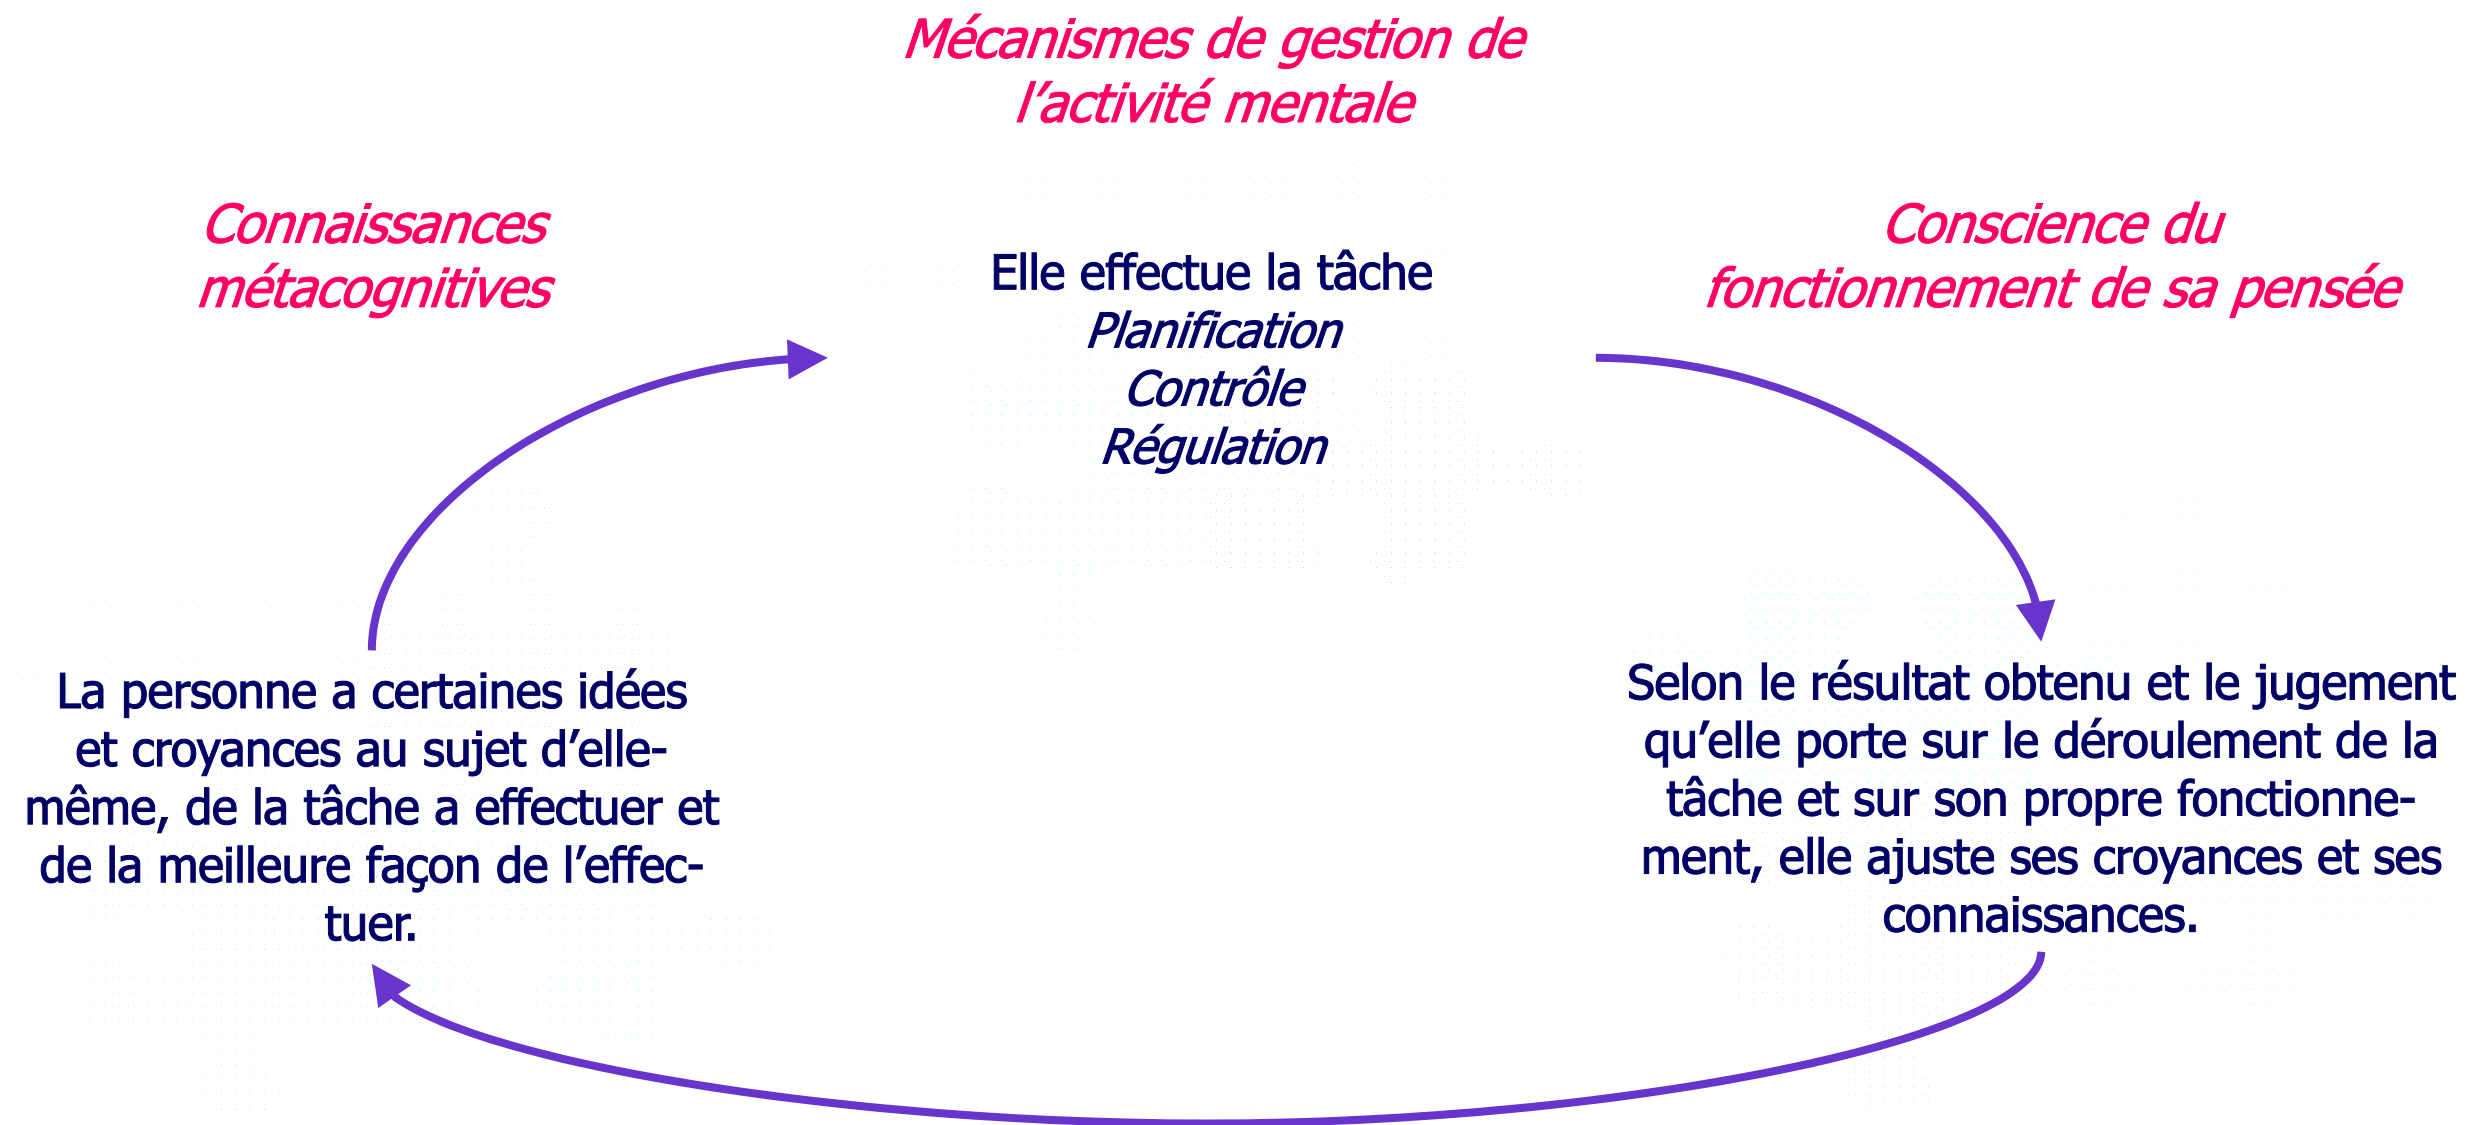 Mécanismes de gestion de
l’activité mentale
Connaissances
métacognitives
Elle effectue la tâche
Planification
Contrôle
Régulation
Conscience du
fonctionnement de sa pensée
La personne a certaines idées
et croyances au sujet d’elle-
même, de la tâche a effectuer et
de la meilleure façon de l’effec-
tuer.
Selon le résultat obtenu et le jugement
qu’elle porte sur le déroulement de la
tâche et sur son propre fonctionne-
ment, elle ajuste ses croyances et ses
connaissances.